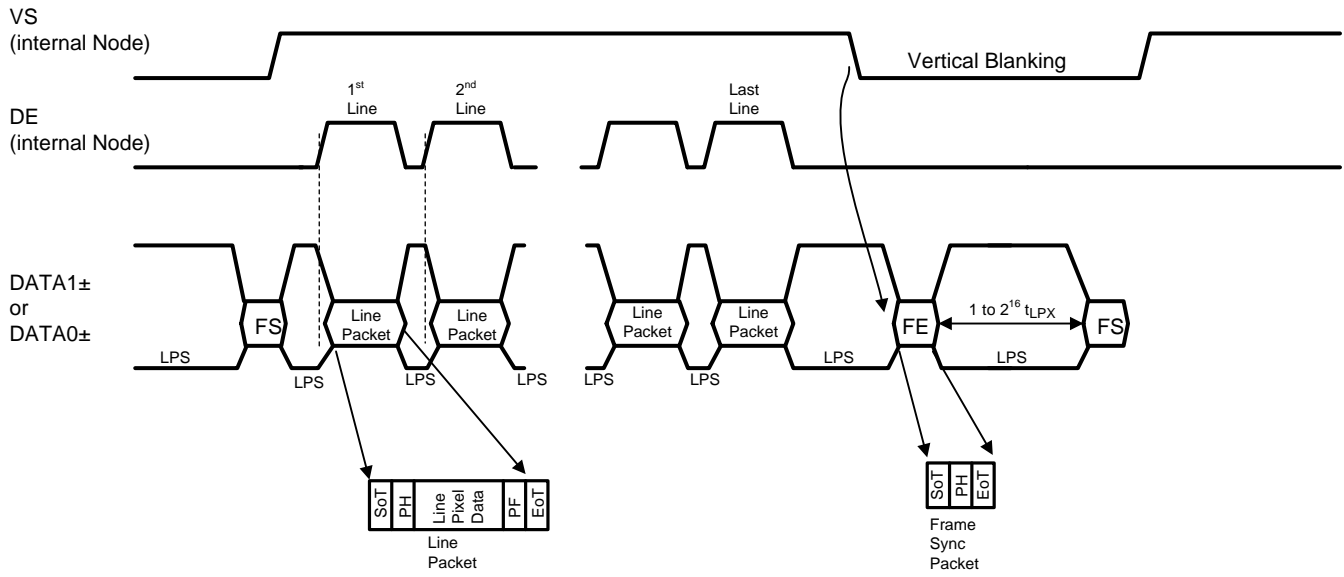 VS
(internal Node)
Vertical Blanking
1st
Line
2nd
Line
Last
Line
DE
(internal Node)
DATA1±
or
DATA0±
LPS
FS
LPS
Line
Packet
LPS
Line
Packet
LPS
LPS
Line
Packet
LPS
Line
Packet
LPS
FE
1 to 2^16 tLPX
LPS
FS
SoT
PH
Line
Pixel
Data
PF
EoT
Line
Packet
SoT
PH
EoT
Frame
Sync
Packet